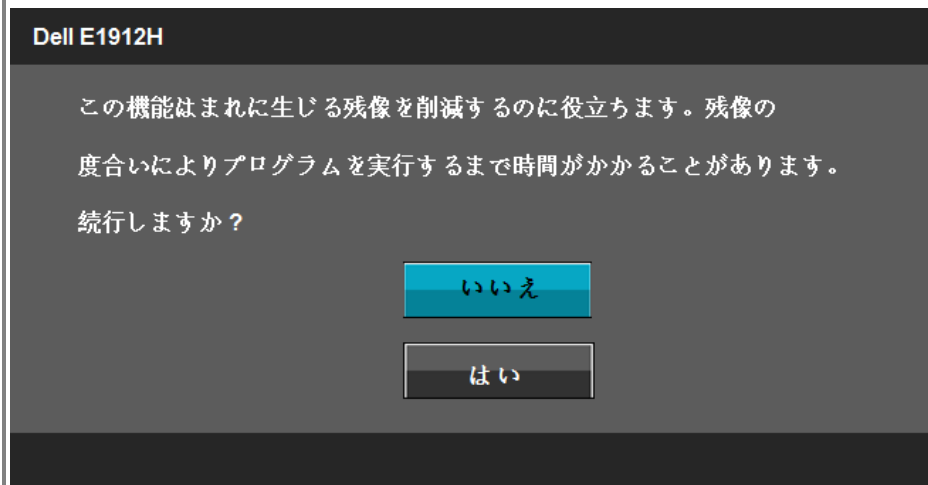 Dell E1912H
この機能はまれに生じる残像を削減するのに役立ちます。残像の
度合いによりプログラムを実行するまで時間がかかることがあります。
続行しますか？
いいえ
はい